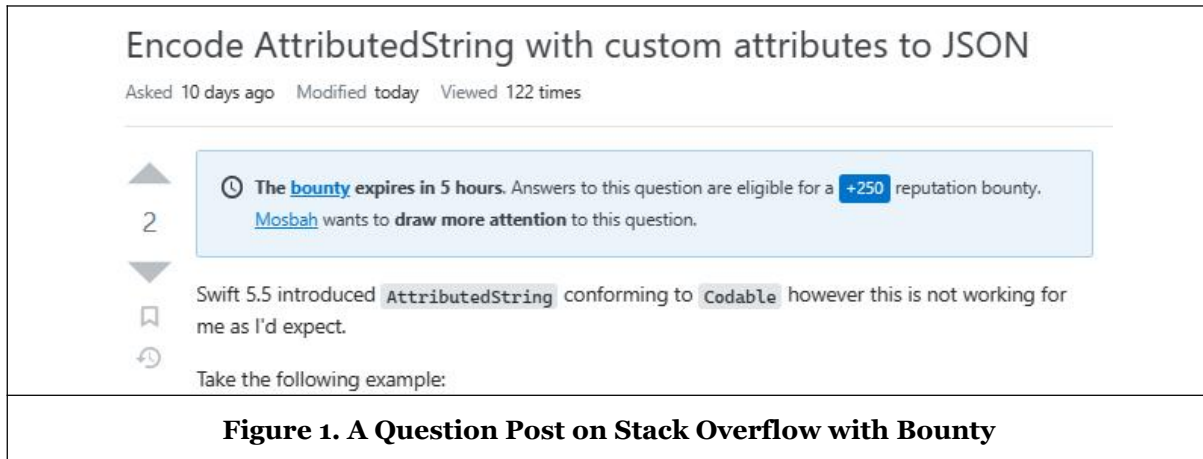 Encode AttributedString with custom attributes to JSON
Asked 10 days ago Modified today Viewed 122 times
The bounty expires in 5 hours. Answers to this question are eligible for a +250 reputation bounty.
2
Mosbah wants to draw more attention to this question.
Swift 5.5 introduced AttributedString conforming to Codable however this is not working for
me as I'd expect.
Take the following example:
Figure 1. A Question Post on Stack Overflow with Bounty